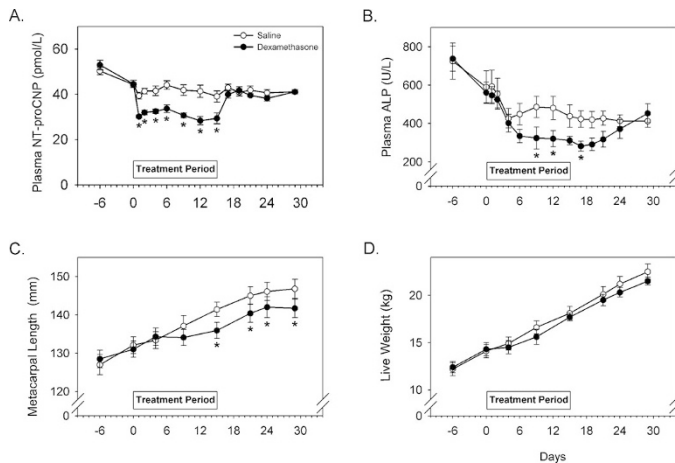 A.
Saline
Dexamethasone
Plasma NT-proCNP (pmol/L)
60
40
20
0
* * * * * * *
Treatment Period
-6 0 6 12 18 24 30
B.
Plasma ALP (U/L)
800
600
400
200
0
* * *
Treatment Period
-6 0 6 12 18 24 30
C.
Metacarpal Length (mm)
150
140
130
120
0
* * * *
Treatment Period
-6 0 6 12 18 24 30
D.
Live Weight (kg)
20
15
10
0
Treatment Period
-6 0 6 12 18 24 30
Days